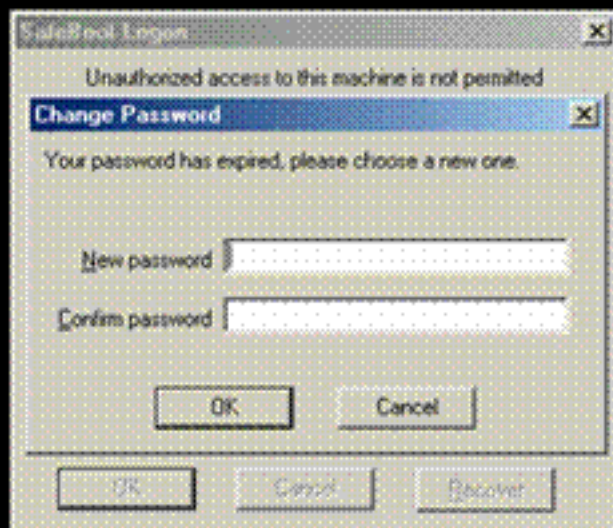 SafeBoot Logon
Unauthorized access to this machine is not permitted
Change Password
Your password has expired, please choose a new one.
New password
Confirm password
OK Cancel
OK Cancel Recover